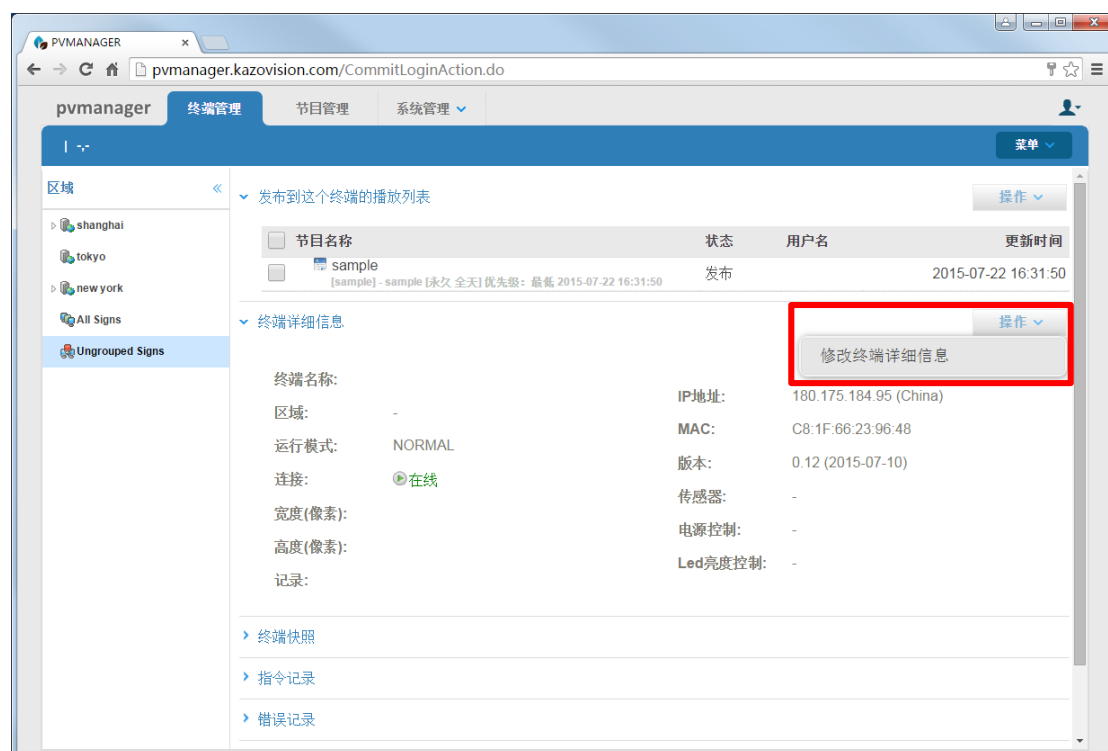 PVMANAGER
pvmanager.kazovision.com/CommitLoginAction.do
pvmanager 终端管理 节目管理 系统管理
| -,-
菜单
区域
shanghai
tokyo
new york
All Signs
Ungrouped Signs
发布到这个终端的播放列表 操作
节目名称 状态 用户名 更新时间
sample 发布 2015-07-22 16:31:50
[sample] - sample [永久 全天] 优先级: 最低 2015-07-22 16:31:50
终端详细信息 操作
修改终端详细信息
终端名称:
区域: -
运行模式: NORMAL
连接: 在线
宽度(像素):
高度(像素):
记录:
IP地址: 180.175.184.95 (China)
MAC: C8:1F:66:23:96:48
版本: 0.12 (2015-07-10)
传感器: -
电源控制: -
Led亮度控制: -
终端快照
指令记录
错误记录